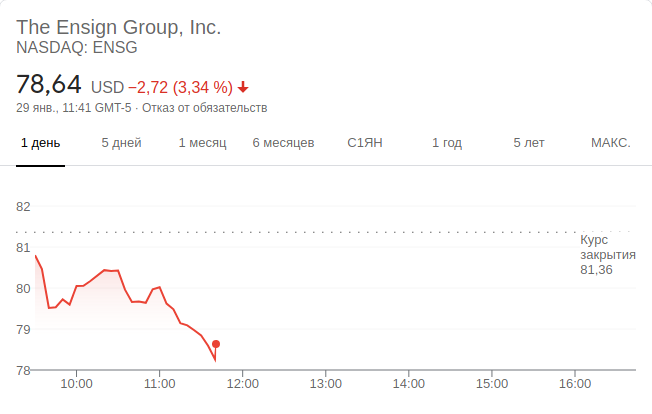 The Ensign Group, Inc.
NASDAQ: ENSG
78,64 USD −2,72 (3,34 %)
29 янв., 11:41 GMT-5 · Отказ от обязательств
1 день 5 дней 1 месяц 6 месяцев С1ЯН 1 год 5 лет МАКС.
82
81
80
79
78
Курс
закрытия
81,36
10:00 11:00 12:00 13:00 14:00 15:00 16:00